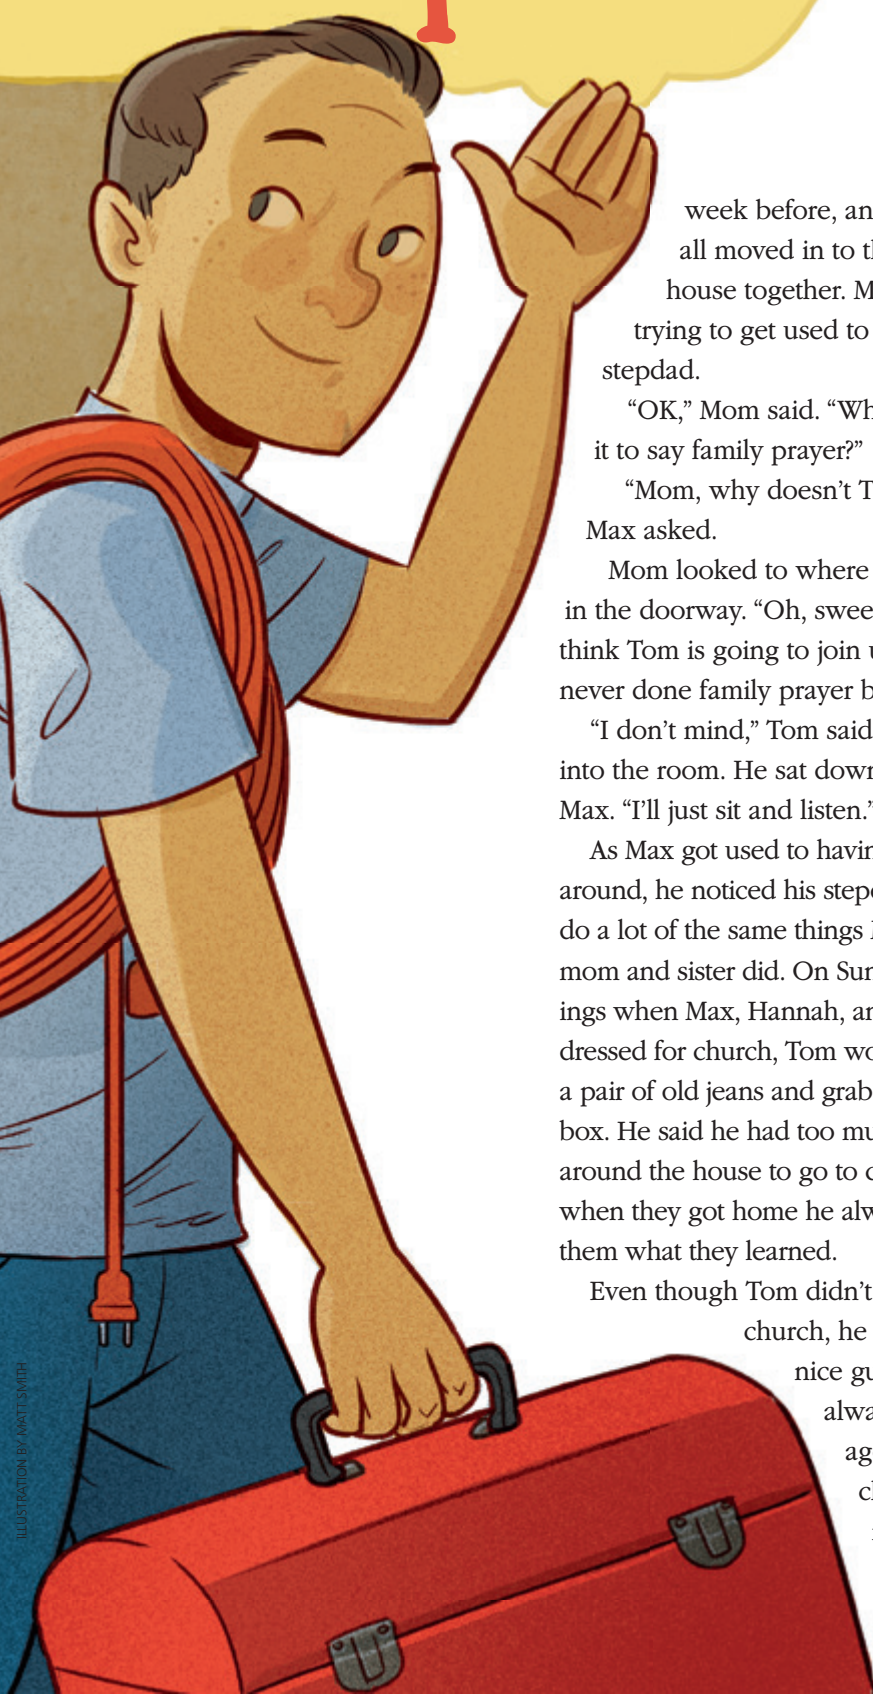 week before, an
all moved in to th
house together. M
trying to get used to
stepdad.
“OK,” Mom said. “Wh
it to say family prayer?”
“Mom, why doesn’t T
Max asked.
Mom looked to where
in the doorway. “Oh, swee
think Tom is going to join u
never done family prayer b
“I don’t mind,” Tom said
into the room. He sat down
Max. “I’ll just sit and listen.”
As Max got used to havin
around, he noticed his stepd
do a lot of the same things
mom and sister did. On Sun
ings when Max, Hannah, an
dressed for church, Tom wo
a pair of old jeans and grab
box. He said he had too mu
around the house to go to c
when they got home he alw
them what they learned.
Even though Tom didn’t
church, he
nice gu
alwa
ag
cl
ILLUSTRATION BY MATT SMITH